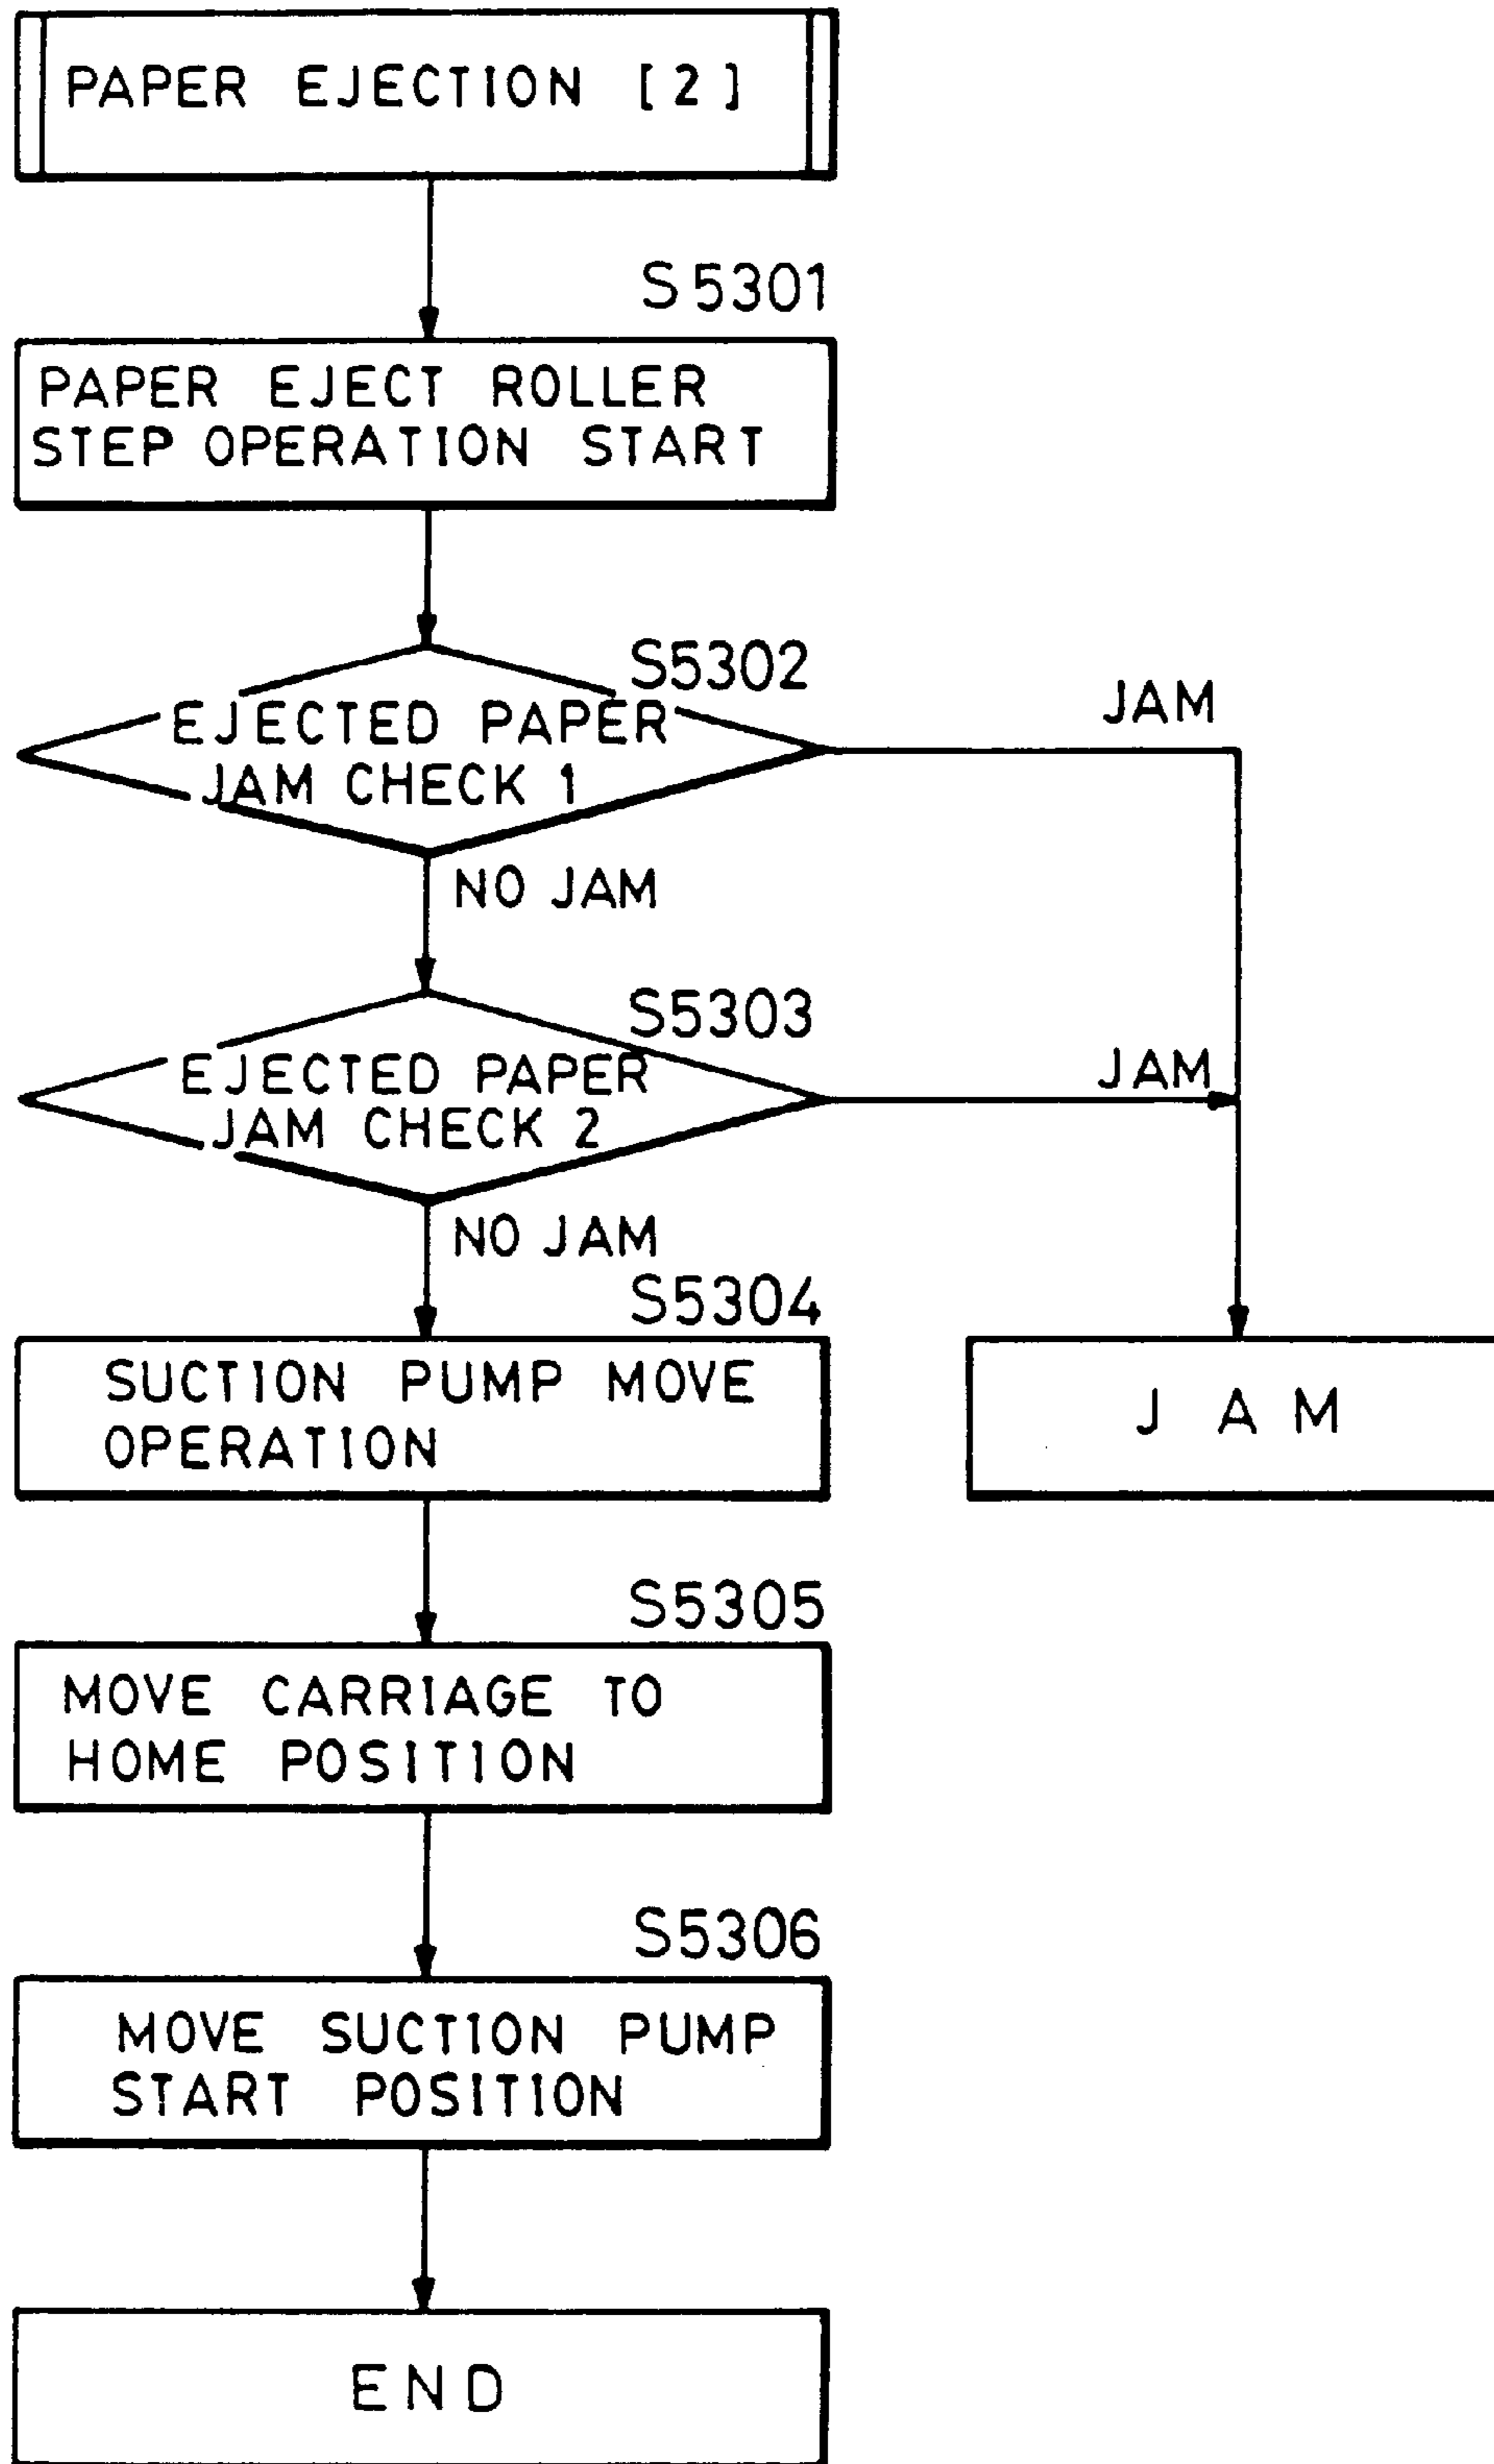 PAPER EJECTION [2]
S5301
PAPER EJECT ROLLER
STEP OPERATION START
S5302
EJECTED PAPER
JAM CHECK 1
JAM
NO JAM
S5303
EJECTED PAPER
JAM CHECK 2
JAM
NO JAM
S5304
SUCTION PUMP MOVE
OPERATION
JAM
S5305
MOVE CARRIAGE TO
HOME POSITION
S5306
MOVE SUCTION PUMP
START POSITION
END